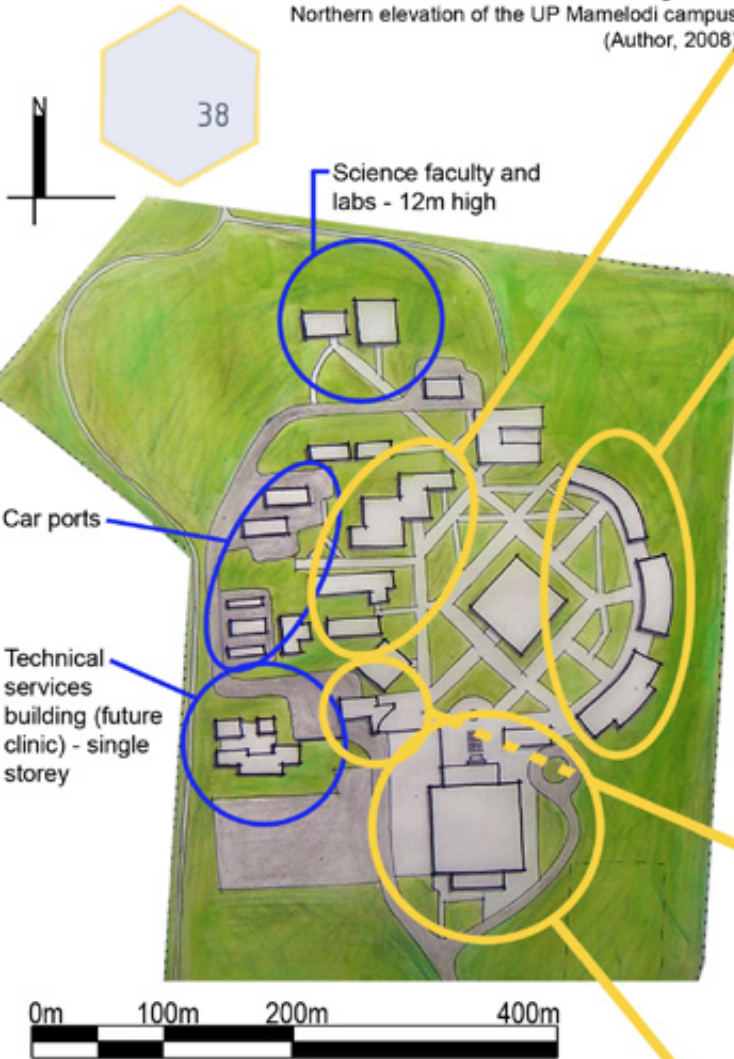 Northern elevation of the UP Mamelodi campus
(Author, 2008)
38
N
Science faculty and
labs - 12m high
Car ports
Technical
services
building (future
clinic) - single
storey
0m 100m 200m 400m